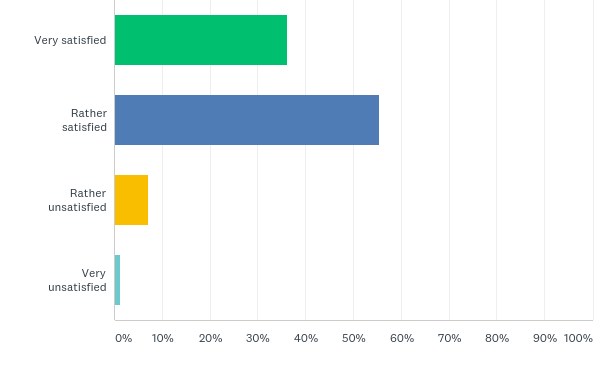 Very satisfied
Rather
satisfied
Rather
unsatisfied
Very
unsatisfied
0% 10% 20% 30% 40% 50% 60% 70% 80% 90% 100%